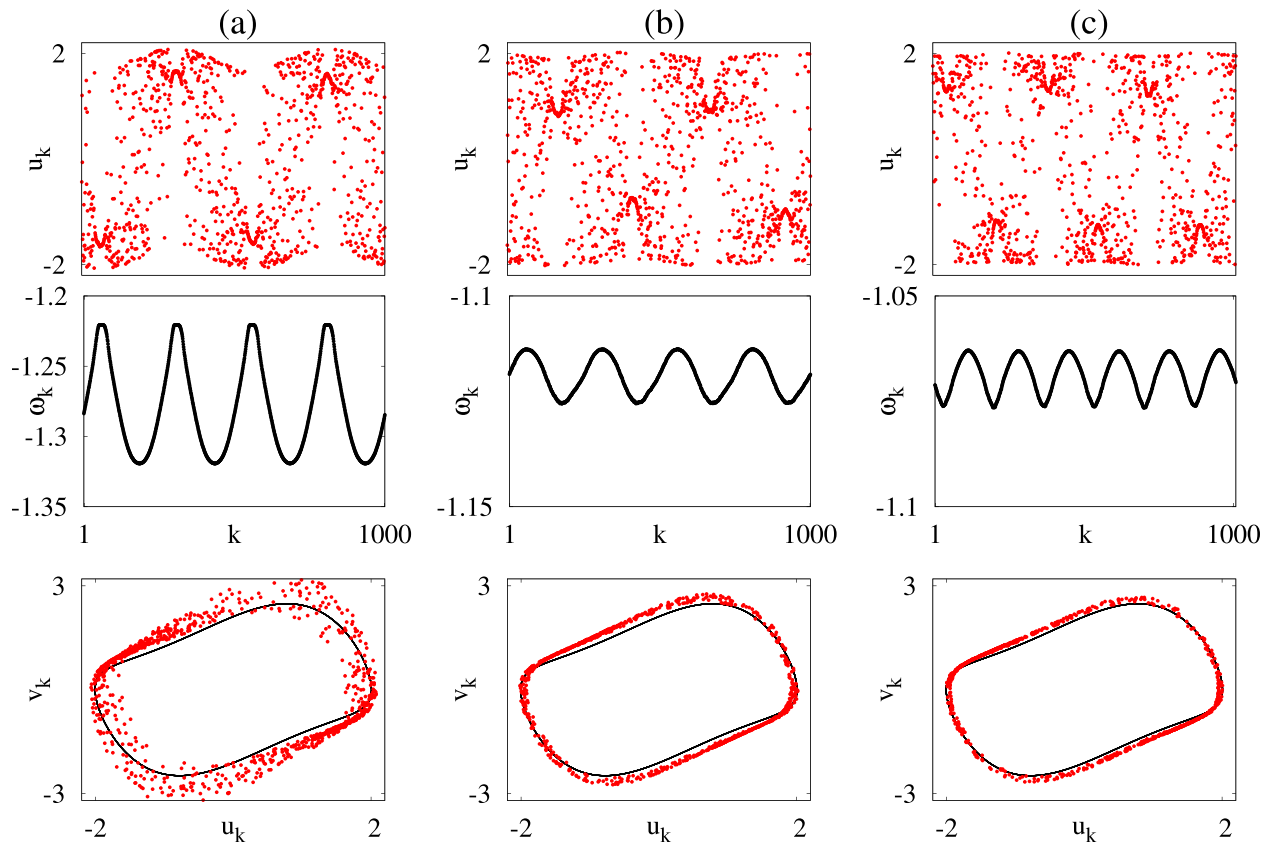 (a) (b) (c)
2 2 2
u_k u_k u_k
-2 -2 -2
-1.2 -1.1 -1.05
-1.25
ω_k ω_k ω_k
-1.3
-1.35 -1.15 -1.1
1 k 1000 1 k 1000 1 k 1000
3 3 3
v_k v_k v_k
-3 -3 -3
-2 u_k 2 -2 u_k 2 -2 u_k 2